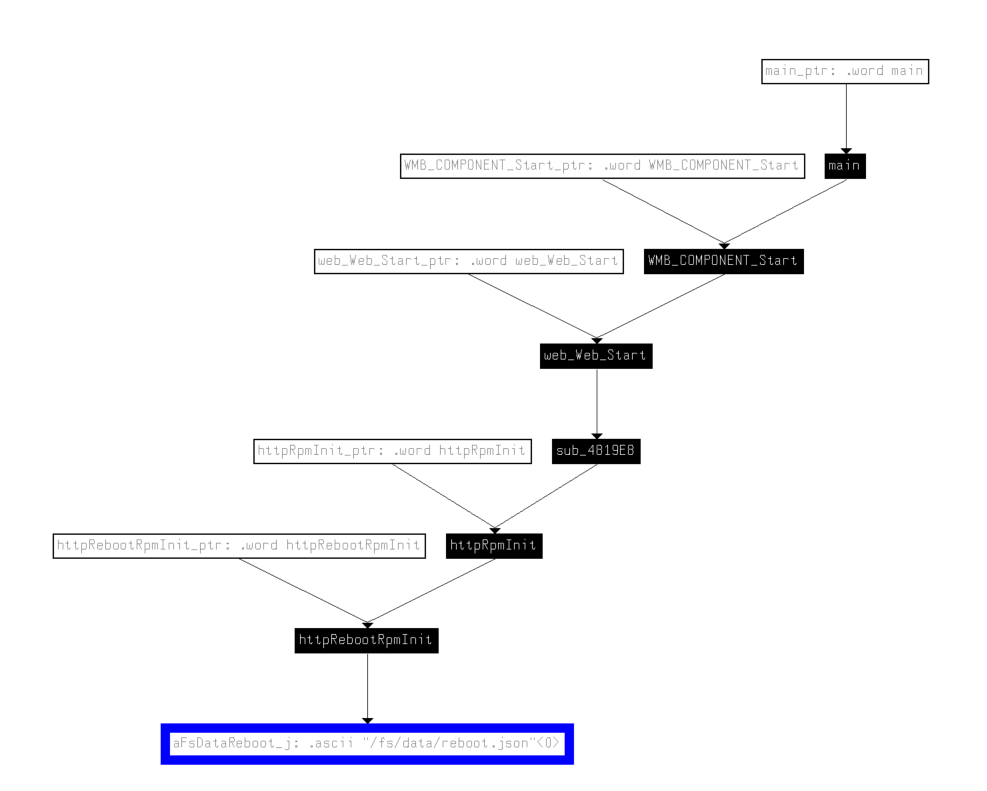 main_ptr: .word main
WMB_COMPONENT_Start_ptr: .word WMB_COMPONENT_Start
main
web_Web_Start_ptr: .word web_Web_Start
WMB_COMPONENT_Start
web_Web_Start
httpRpmInit_ptr: .word httpRpmInit
sub_4819E8
httpRebootRpmInit_ptr: .word httpRebootRpmInit
httpRpmInit
httpRebootRpmInit
aFsDataReboot_j: .ascii "/fs/data/reboot.json"<0>